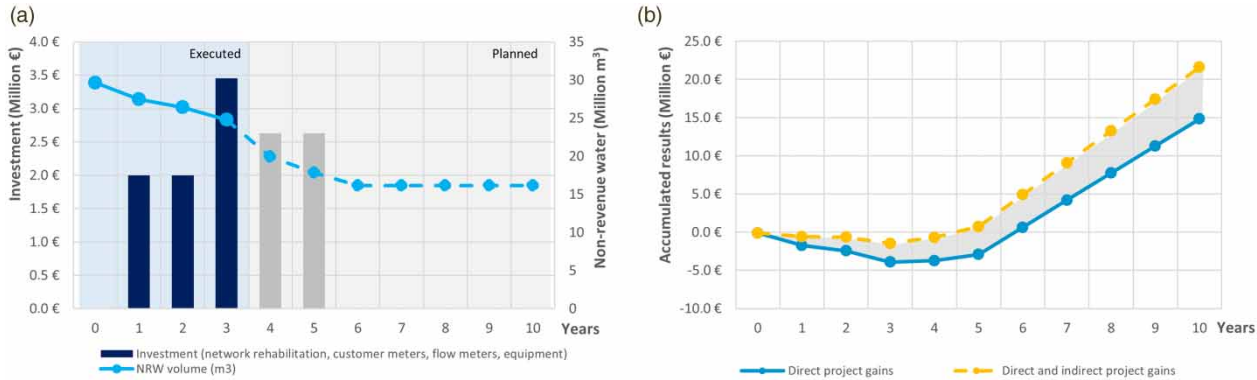 (a)
Executed
Planned
Investment (Million €)
4.0 €
3.5 €
3.0 €
2.5 €
2.0 €
1.5 €
1.0 €
0.5 €
0.0 €
Non-revenue water (Million m³)
35
30
25
20
15
10
5
0
0 1 2 3 4 5 6 7 8 9 10 Years
Investment (network rehabilitation, customer meters, flow meters, equipment)
NRW volume (m3)
(b)
Accumulated results (Million €)
25.0 €
20.0 €
15.0 €
10.0 €
5.0 €
0.0 €
-5.0 €
-10.0 €
0 1 2 3 4 5 6 7 8 9 10 Years
Direct project gains
Direct and indirect project gains